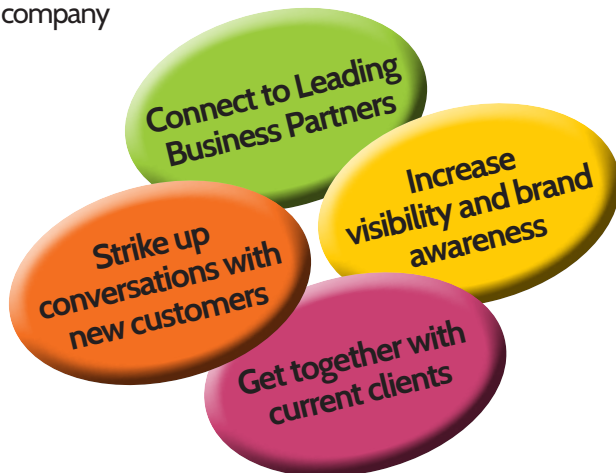 company
Connect to Leading
Business Partners
Increase
visibility and brand
awareness
Strike up
conversations with
new customers
Get together with
current clients